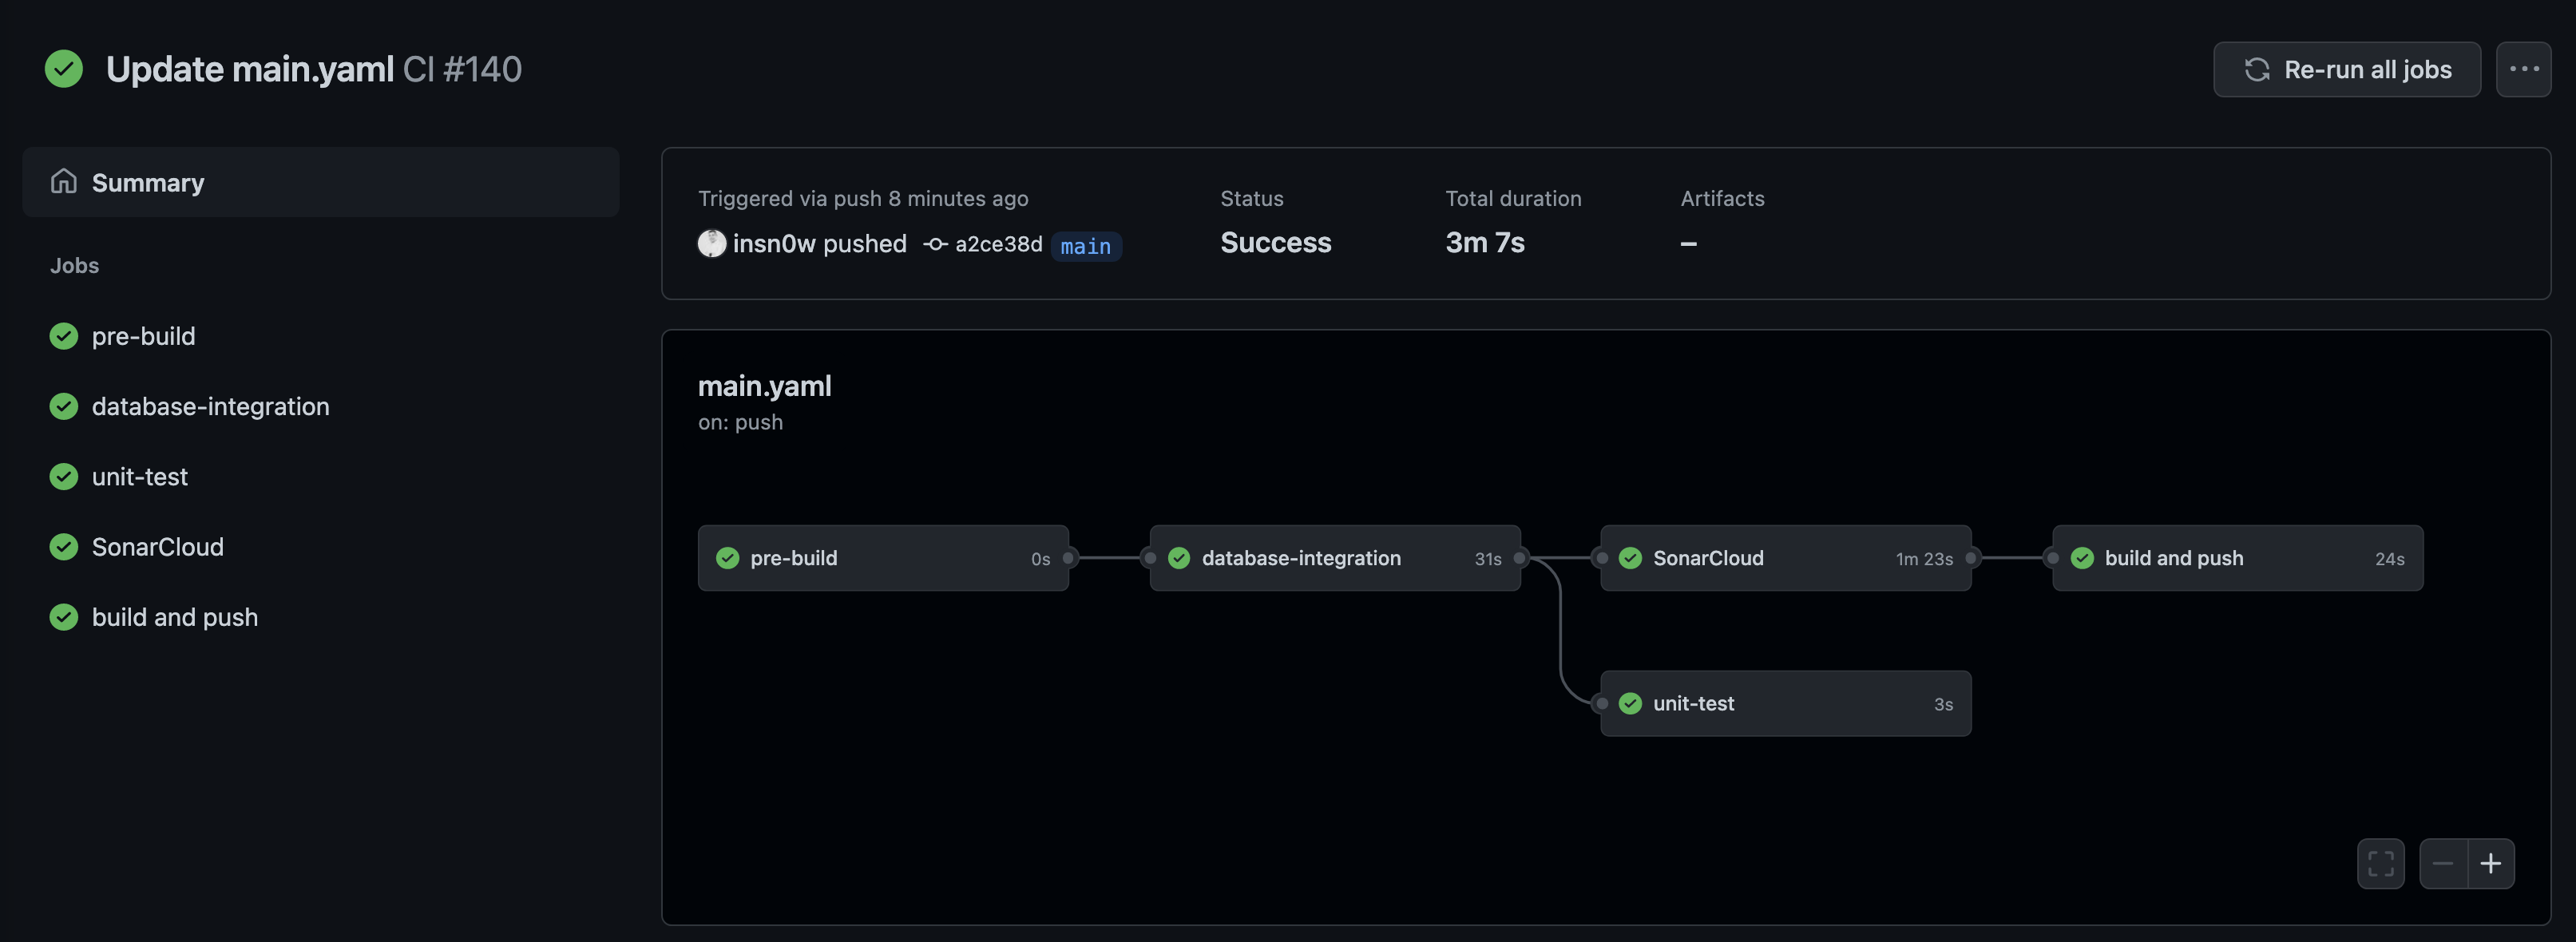 Update main.yaml CI #140
Re-run all jobs
Summary
Jobs
pre-build
database-integration
unit-test
SonarCloud
build and push
Triggered via push 8 minutes ago
insn0w pushed a2ce38d main
Status
Success
Total duration
3m 7s
Artifacts
–
main.yaml
on: push
pre-build 0s
database-integration 31s
SonarCloud 1m 23s
build and push 24s
unit-test 3s